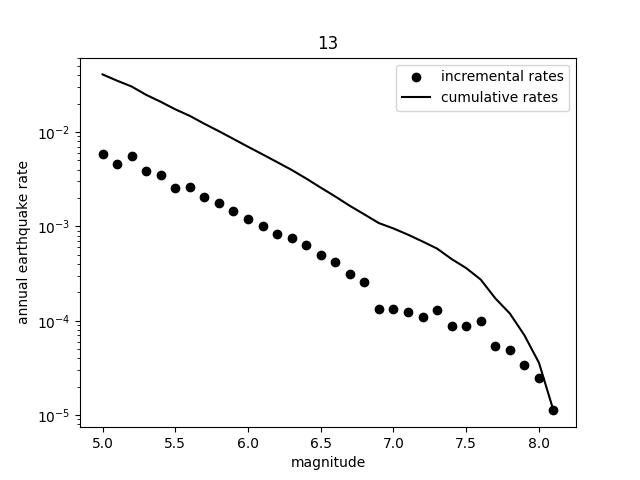 13
incremental rates
cumulative rates
annual earthquake rate
10⁻²
10⁻³
10⁻⁴
10⁻⁵
5.0 5.5 6.0 6.5 7.0 7.5 8.0
magnitude